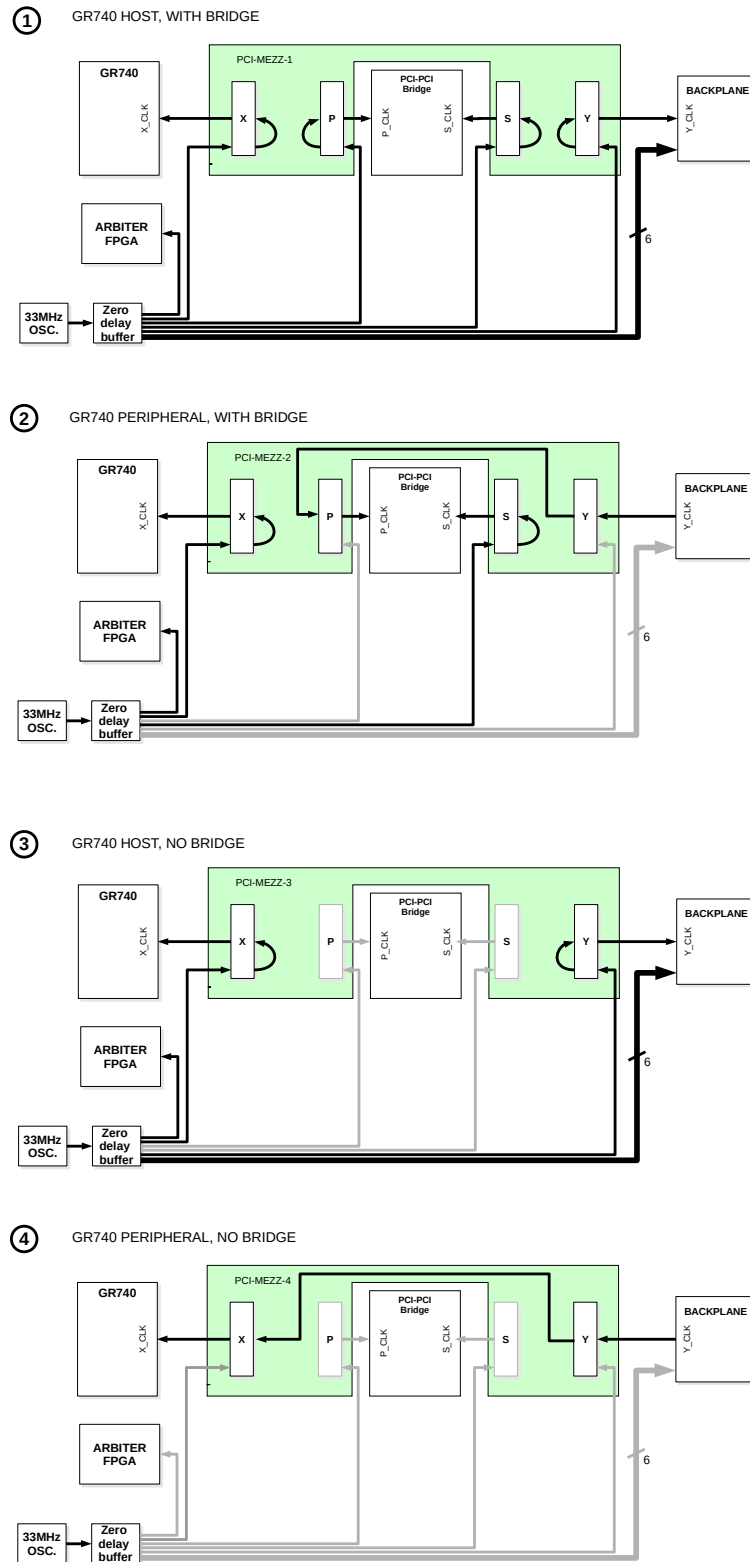 1 GR740 HOST, WITH BRIDGE
PCI-MEZZ-1
GR740
X_CLK
X
P
PCI-PCI
Bridge
P_CLK
S_CLK
S
Y
BACKPLANE
Y_CLK
ARBITER
FPGA
6
33MHz
OSC.
Zero
delay
buffer
2 GR740 PERIPHERAL, WITH BRIDGE
PCI-MEZZ-2
GR740
X_CLK
X
P
PCI-PCI
Bridge
P_CLK
S_CLK
S
Y
BACKPLANE
Y_CLK
ARBITER
FPGA
6
33MHz
OSC.
Zero
delay
buffer
3 GR740 HOST, NO BRIDGE
PCI-MEZZ-3
GR740
X_CLK
X
P
PCI-PCI
Bridge
P_CLK
S_CLK
S
Y
BACKPLANE
Y_CLK
ARBITER
FPGA
6
33MHz
OSC.
Zero
delay
buffer
4 GR740 PERIPHERAL, NO BRIDGE
PCI-MEZZ-4
GR740
X_CLK
X
P
PCI-PCI
Bridge
P_CLK
S_CLK
S
Y
BACKPLANE
Y_CLK
ARBITER
FPGA
6
33MHz
OSC.
Zero
delay
buffer